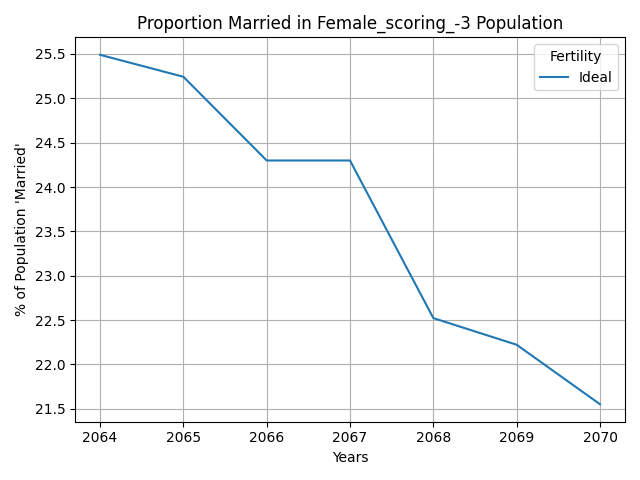 Proportion Married in Female_scoring_-3 Population
Fertility
Ideal
% of Population 'Married'
25.5
25.0
24.5
24.0
23.5
23.0
22.5
22.0
21.5
2064 2065 2066 2067 2068 2069 2070
Years